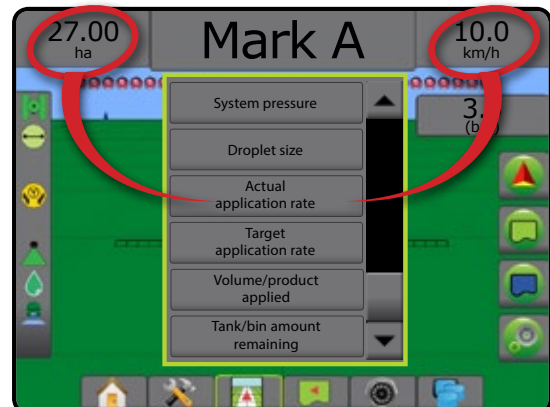 27.00
ha
Mark A
10.0
km/h
3.
(b
System pressure
Droplet size
Actual
application rate
Target
application rate
Volume/product
applied
Tank/bin amount
remaining